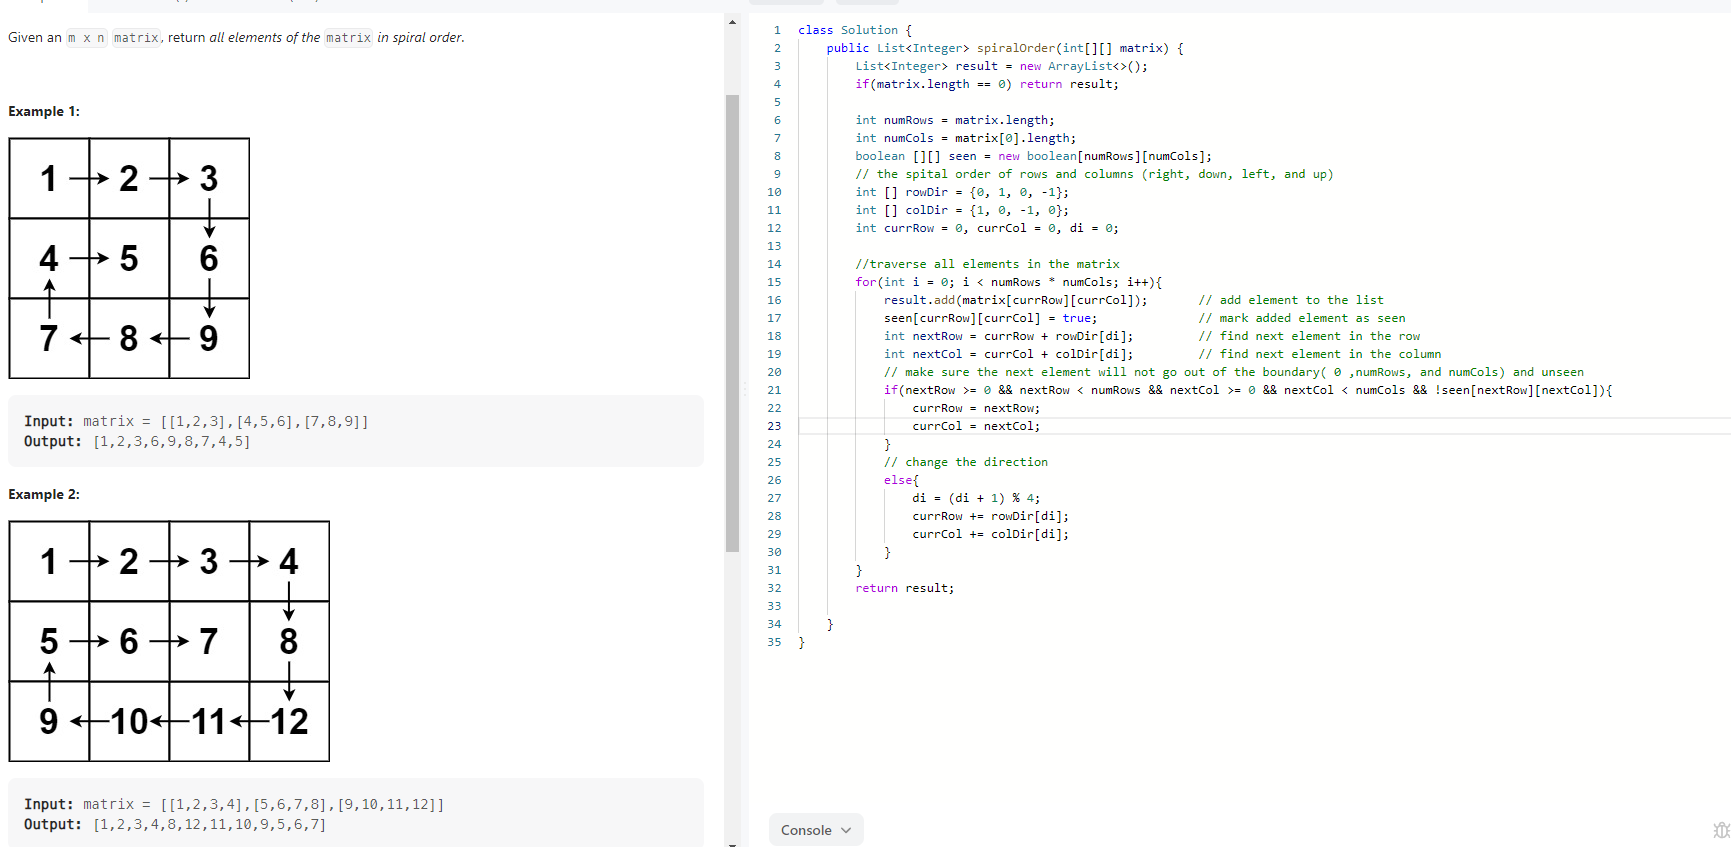 Given an m x n matrix, return all elements of the matrix in spiral order.
Example 1:
1 2 3
4 5 6
7 8 9
Input: matrix = [[1,2,3],[4,5,6],[7,8,9]]
Output: [1,2,3,6,9,8,7,4,5]
Example 2:
1 2 3 4
5 6 7 8
9 10 11 12
Input: matrix = [[1,2,3,4],[5,6,7,8],[9,10,11,12]]
Output: [1,2,3,4,8,12,11,10,9,5,6,7]
1 class Solution {
2 public List<Integer> spiralOrder(int[][] matrix) {
3 List<Integer> result = new ArrayList<>();
4 if(matrix.length == 0) return result;
5
6 int numRows = matrix.length;
7 int numCols = matrix[0].length;
8 boolean [][] seen = new boolean[numRows][numCols];
9 // the spital order of rows and columns (right, down, left, and up)
10 int [] rowDir = {0, 1, 0, -1};
11 int [] colDir = {1, 0, -1, 0};
12 int currRow = 0, currCol = 0, di = 0;
13
14 //traverse all elements in the matrix
15 for(int i = 0; i < numRows * numCols; i++){
16 result.add(matrix[currRow][currCol]); // add element to the list
17 seen[currRow][currCol] = true; // mark added element as seen
18 int nextRow = currRow + rowDir[di]; // find next element in the row
19 int nextCol = currCol + colDir[di]; // find next element in the column
20 // make sure the next element will not go out of the boundary( 0 ,numRows, and numCols) and unseen
21 if(nextRow >= 0 && nextRow < numRows && nextCol >= 0 && nextCol < numCols && !seen[nextRow][nextCol]){
22 currRow = nextRow;
23 currCol = nextCol;
24 }
25 // change the direction
26 else{
27 di = (di + 1) % 4;
28 currRow += rowDir[di];
29 currCol += colDir[di];
30 }
31 }
32 return result;
33
34 }
35 }
Console